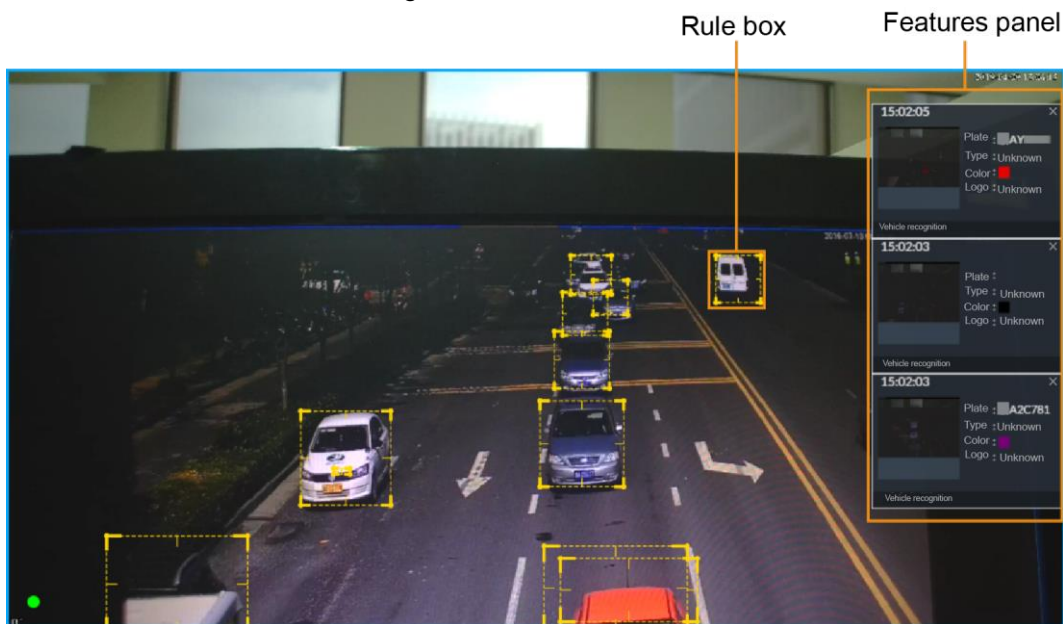 Rule box
Features panel
15:02:05
Plate :
AY
Type : Unknown
Color :
Logo : Unknown
Vehicle recognition
15:02:03
Plate :
Type : Unknown
Color :
Logo : Unknown
Vehicle recognition
15:02:03
Plate :
A2C781
Type : Unknown
Color :
Logo : Unknown
Vehicle recognition